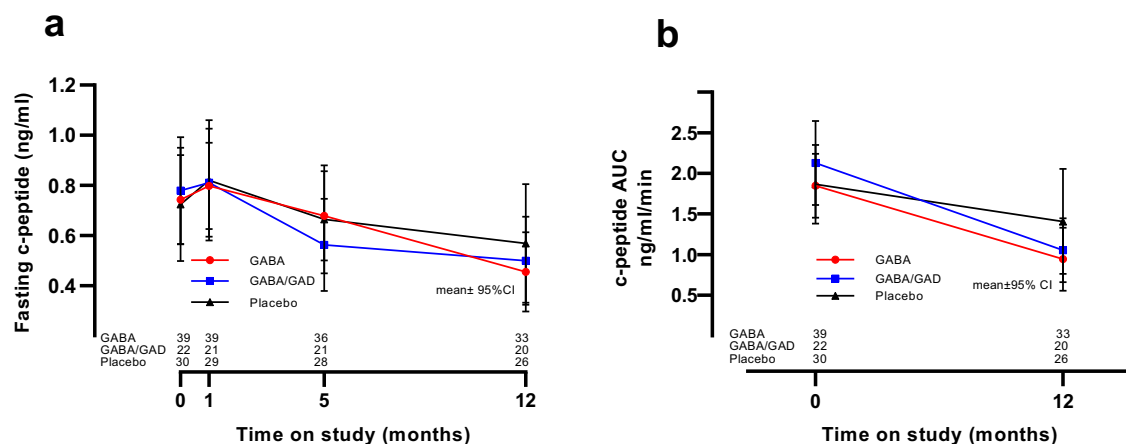 a
Fasting c-peptide (ng/ml)
1.2
1.0
0.8
0.6
0.4
GABA
GABA/GAD
Placebo
mean± 95%CI
GABA 39 39 36 33
GABA/GAD 22 21 21 20
Placebo 30 29 28 26
0 1 5 12
Time on study (months)
b
c-peptide AUC
ng/ml/min
2.5
2.0
1.5
1.0
0.5
GABA
GABA/GAD
Placebo
mean±95% CI
GABA 39 33
GABA/GAD 22 20
Placebo 30 26
0 12
Time on study (months)